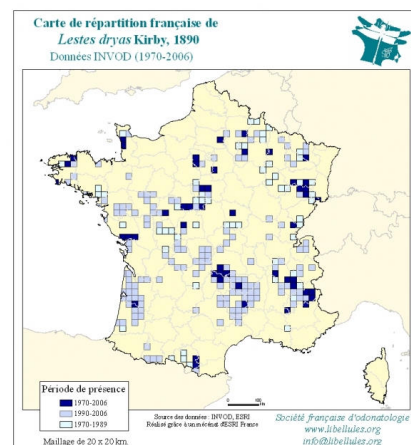 Carte de répartition française de
Lestes dryas Kirby, 1890
Données INVOD (1970-2006)
Période de présence
1970-2006
1990-2006
1970-1989
Maillage de 20 x 20 km.
Source des données: INVOD, ESRI
Réalisé grâce à un mécénat d'ESRI France
Société française d'odonatologie
www.libellules.org
info@libellules.org